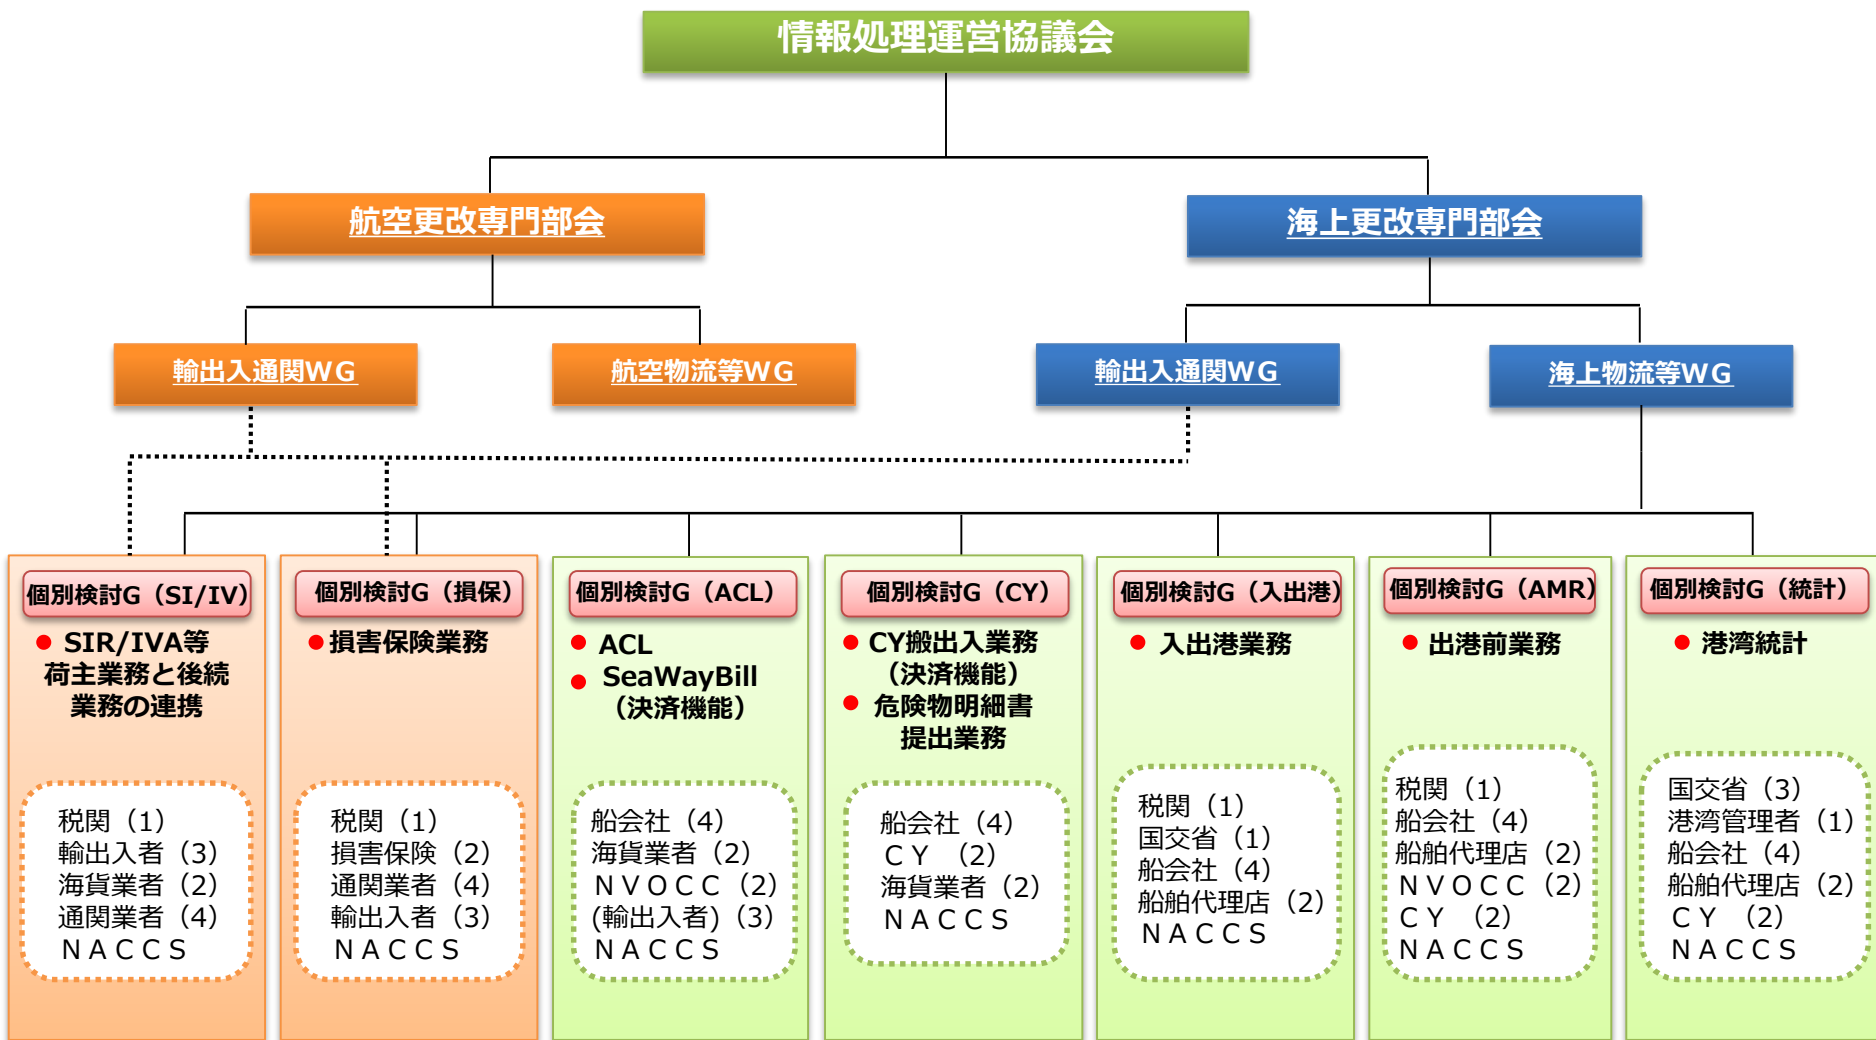 情報処理運営協議会
航空更改専門部会
海上更改専門部会
輸出入通関WG
航空物流等WG
輸出入通関WG
海上物流等WG
個別検討G（SI/IV）
● SIR/IVA等
荷主業務と後続
業務の連携
税関（1）
輸出入者（3）
海貨業者（2）
通関業者（4）
ＮＡＣＣＳ
個別検討G（損保）
●損害保険業務
税関（1）
損害保険（2）
通関業者（4）
輸出入者（3）
ＮＡＣＣＳ
個別検討G（ACL）
● ACL
● SeaWayBill
（決済機能）
船会社（4）
海貨業者（2）
ＮＶＯＣＣ（2）
(輸出入者)（3）
ＮＡＣＣＳ
個別検討G（CY）
● CY搬出入業務
（決済機能）
● 危険物明細書
提出業務
船会社（4）
ＣＹ （2）
海貨業者（2）
ＮＡＣＣＳ
個別検討G（入出港）
● 入出港業務
税関（1）
国交省（1）
船会社（4）
船舶代理店（2）
ＮＡＣＣＳ
個別検討G（AMR）
● 出港前業務
税関（1）
船会社（4）
船舶代理店（2）
ＮＶＯＣＣ（2）
ＣＹ （2）
ＮＡＣＣＳ
個別検討G（統計）
● 港湾統計
国交省（3）
港湾管理者（1）
船会社（4）
船舶代理店（2）
ＣＹ （2）
ＮＡＣＣＳ